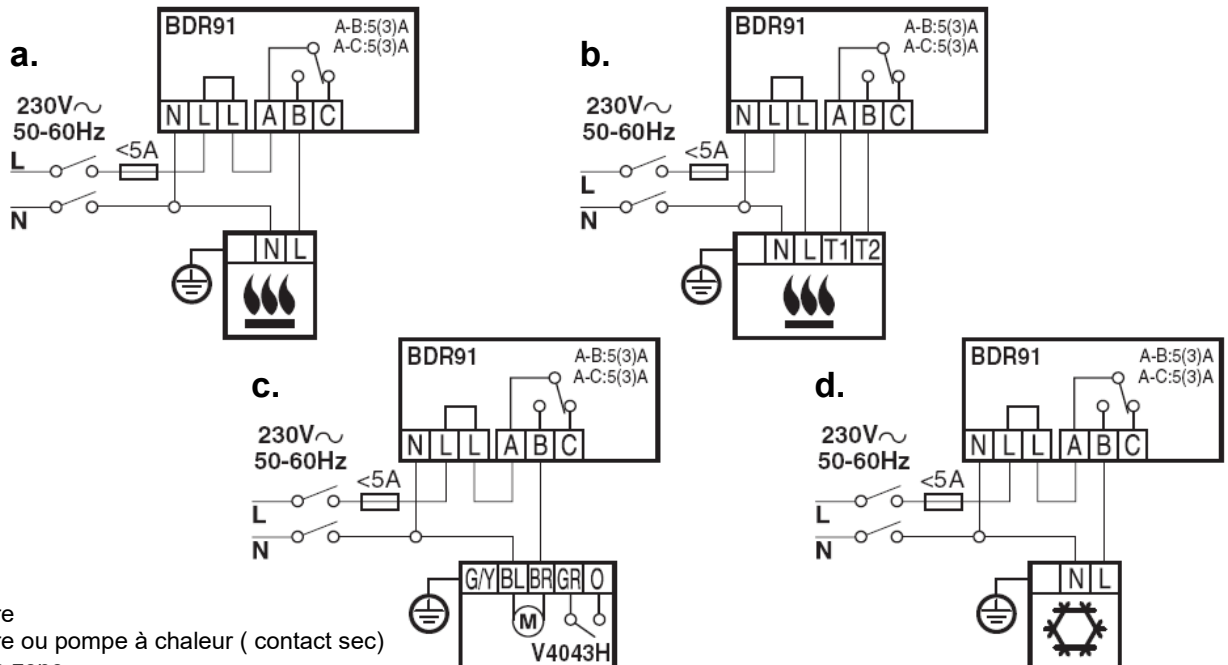 a.
BDR91
A-B:5(3)A
A-C:5(3)A
230V~
50-60Hz
N L L A B C
<5A
L
N
N L
b.
BDR91
A-B:5(3)A
A-C:5(3)A
230V~
50-60Hz
N L L A B C
<5A
L
N
N L T1 T2
c.
BDR91
A-B:5(3)A
A-C:5(3)A
230V~
50-60Hz
N L L A B C
<5A
L
N
G/Y BL BR GR O
M
V4043H
d.
BDR91
A-B:5(3)A
A-C:5(3)A
230V~
50-60Hz
N L L A B C
<5A
L
N
N L
ou pompe à chaleur ( contact sec)